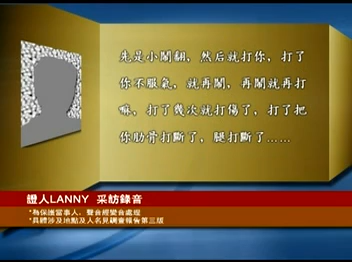 先是小鬧翻，然后就打你，打了
你不服氣，就再鬧，再鬧就再打
嘛，打了幾次就打傷了，打了把
你肋骨打斷了，腿打斷了……
證人LANNY 采訪錄音
*為保護當事人，聲音經變音處理
*具體涉及地點及人名見調查報告第三版